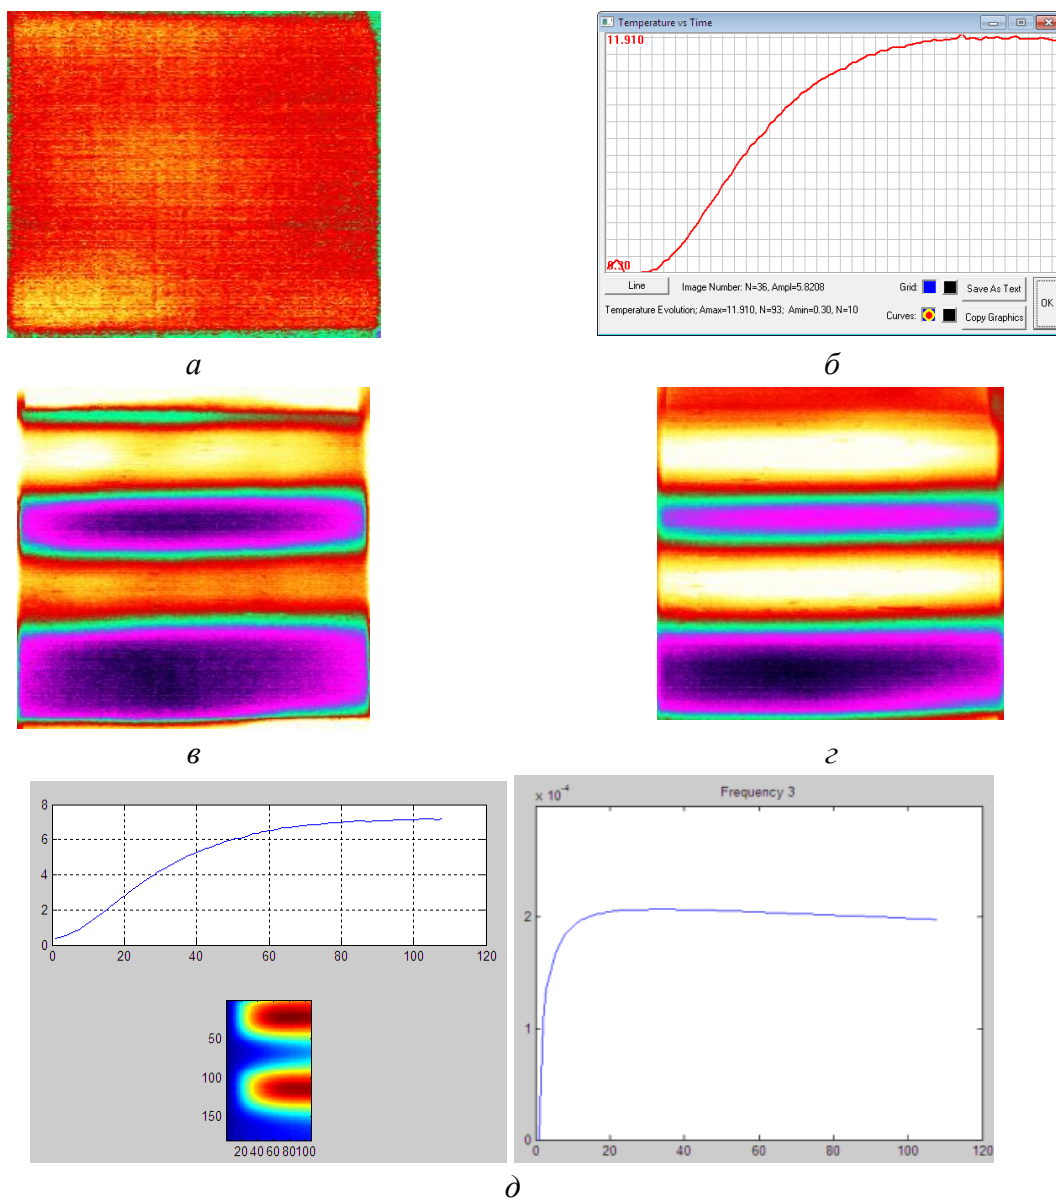 Temperature vs Time
11.910
0.30
Line
Image Number: N=36, Ampl=5.8208
Grid:
Save As Text
OK
Temperature Evolution; Amax=11.910, N=93; Amin=0.30, N=10
Curves:
Copy Graphics
а
б
в
г
8
6
4
2
0
0 20 40 60 80 100 120
50
100
150
20 40 60 80 100
× 10⁻⁴
Frequency 3
2
1
0
0 20 40 60 80 100 120
д